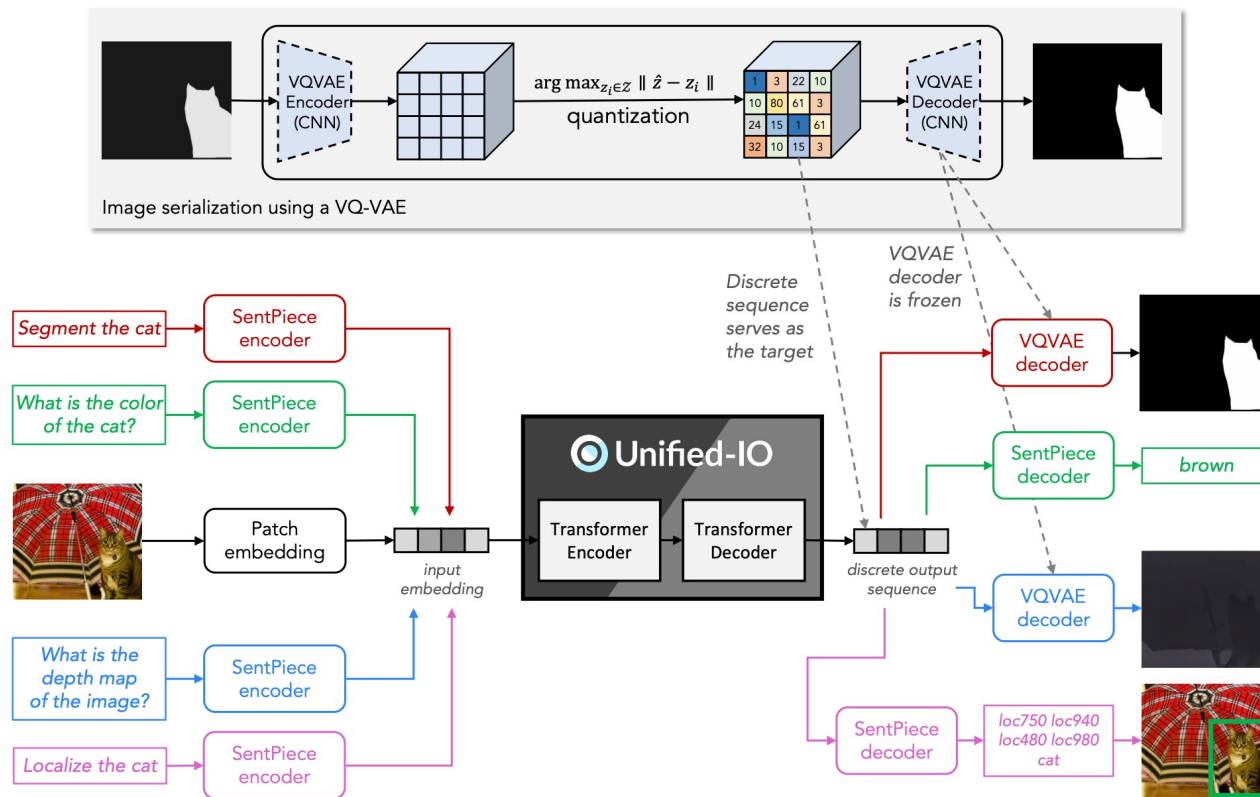 VQVAE
Encoder
(CNN)
arg max_{z_i∈Z} ‖ ẑ − z_i ‖
quantization
1 3 22 10
10 80 61 3
24 15 1 61
32 10 15 3
VQVAE
Decoder
(CNN)
Image serialization using a VQ-VAE
Discrete
sequence
serves as
the target
VQVAE
decoder
is frozen
Segment the cat
SentPiece
encoder
VQVAE
decoder
What is the color
of the cat?
SentPiece
encoder
Unified-IO
SentPiece
decoder
brown
Patch
embedding
input
embedding
Transformer
Encoder
Transformer
Decoder
discrete output
sequence
VQVAE
decoder
What is the
depth map
of the image?
SentPiece
encoder
Localize the cat
SentPiece
encoder
SentPiece
decoder
loc750 loc940
loc480 loc980
cat